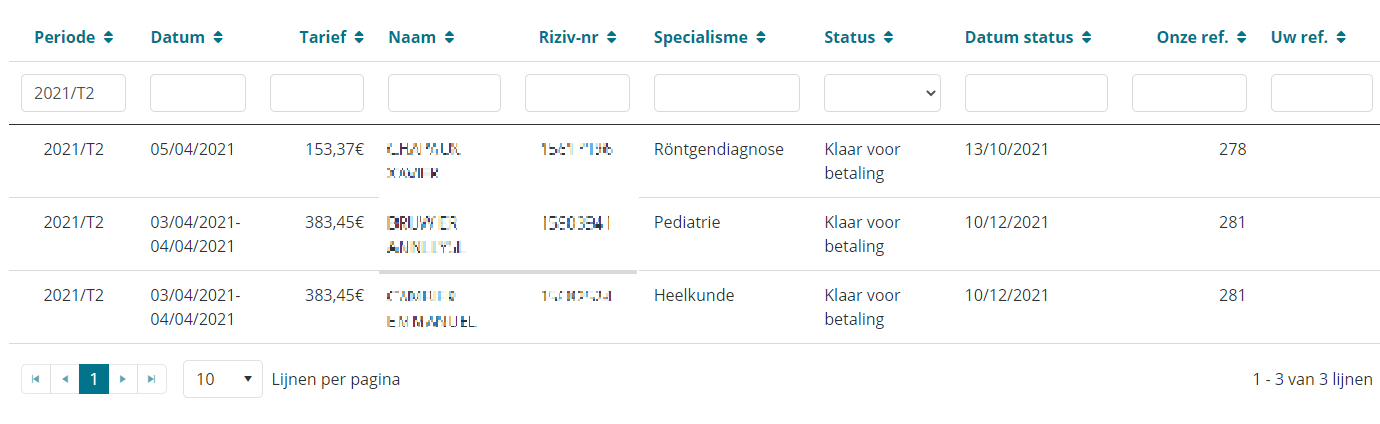 Periode Datum Tarief Naam Riziv-nr Specialisme Status Datum status Onze ref. Uw ref.
2021/T2
2021/T2 05/04/2021 153,37€ Röntgendiagnose Klaar voor 13/10/2021 278
betaling
2021/T2 03/04/2021- 383,45€ Pediatrie Klaar voor 10/12/2021 281
04/04/2021 betaling
2021/T2 03/04/2021- 383,45€ Heelkunde Klaar voor 10/12/2021 281
04/04/2021 betaling
1 10 Lijnen per pagina 1 - 3 van 3 lijnen